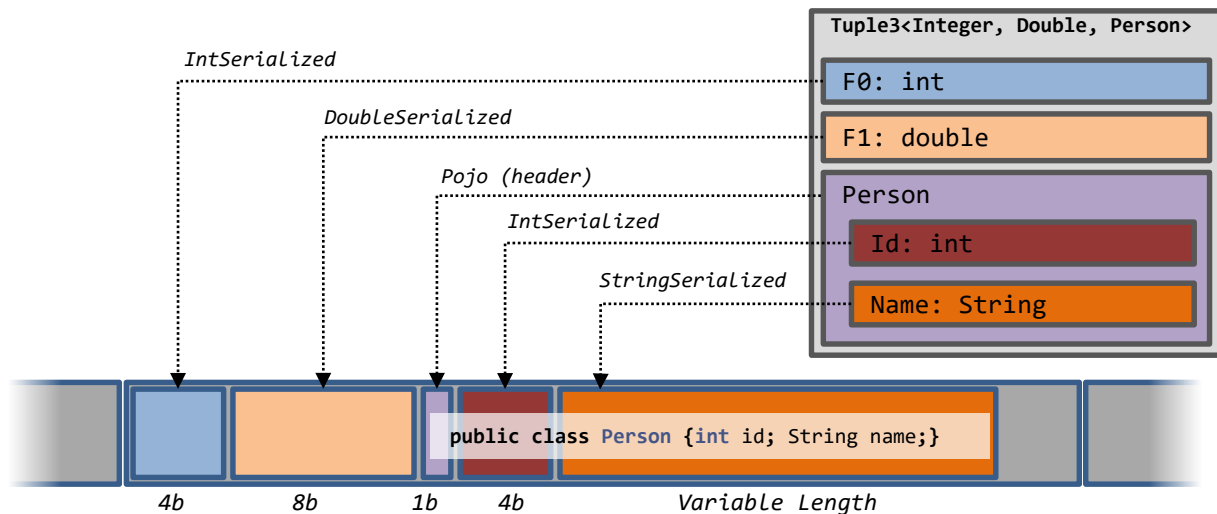 Tuple3<Integer, Double, Person>
IntSerialized
F0: int
DoubleSerialized
F1: double
Pojo (header)
Person
IntSerialized
Id: int
StringSerialized
Name: String
public class Person {int id; String name;}
4b 8b 1b 4b Variable Length